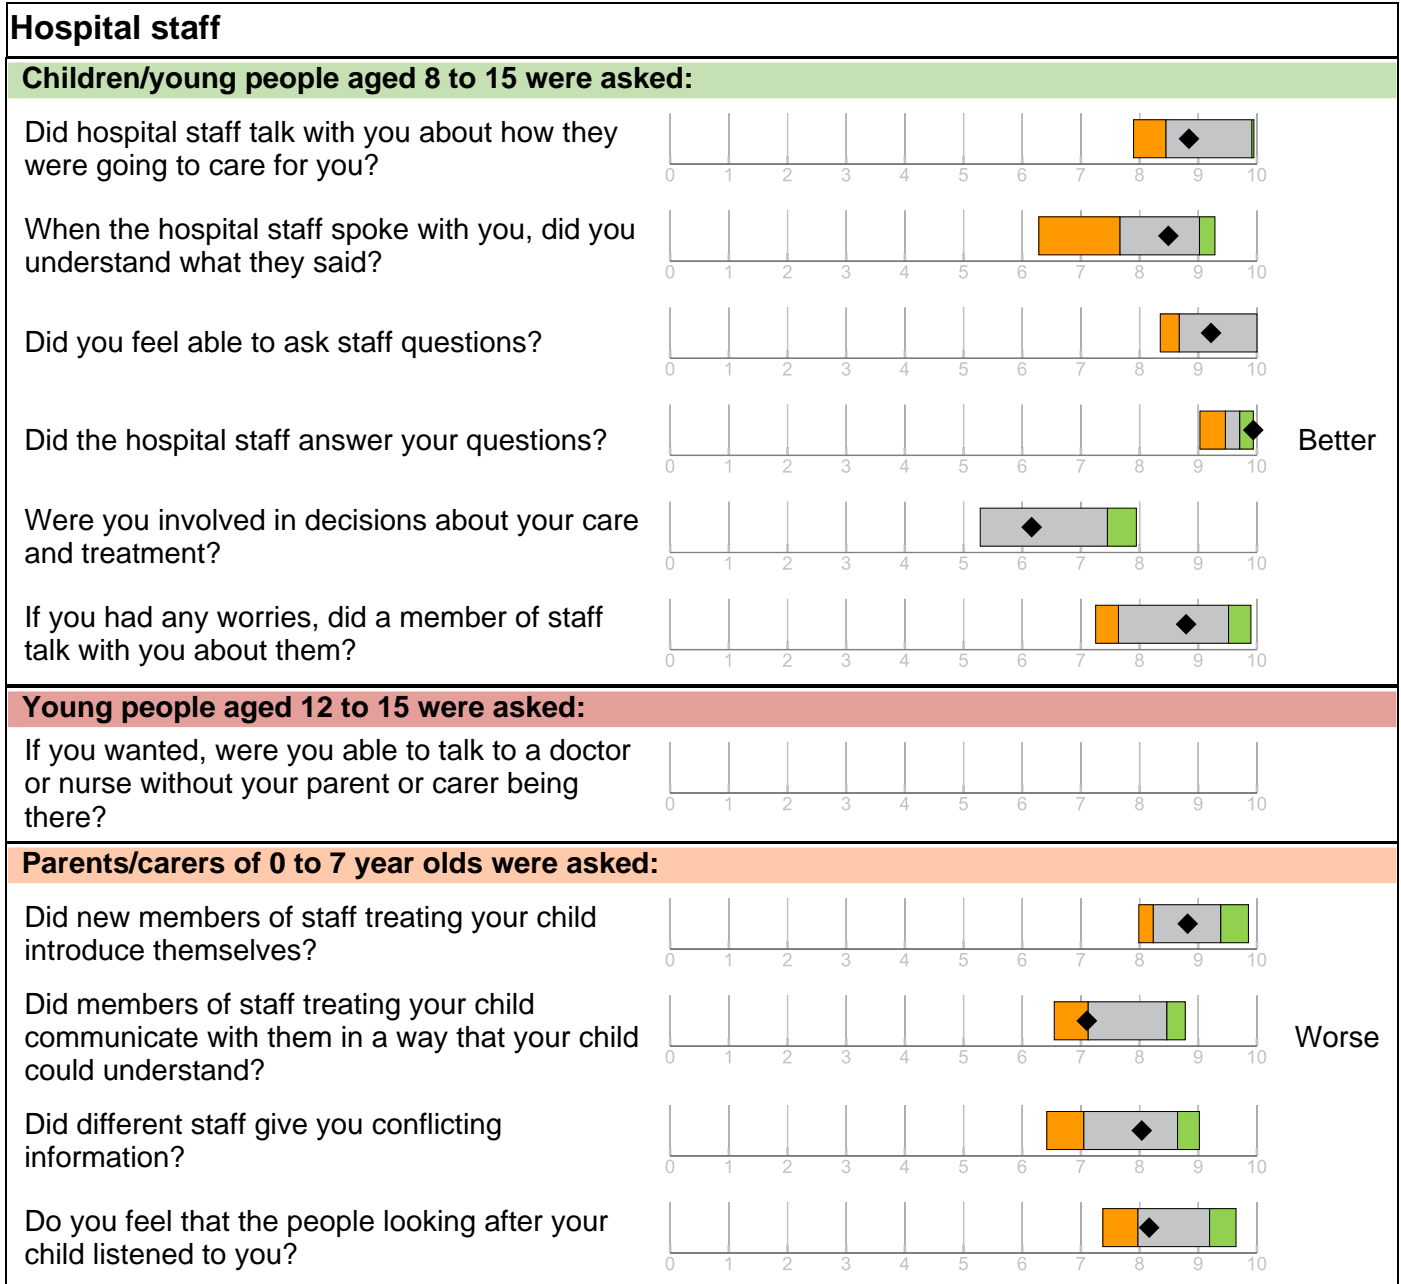 Hospital staff
Children/young people aged 8 to 15 were asked:
Did hospital staff talk with you about how they
were going to care for you?
0 1 2 3 4 5 6 7 8 9 10
When the hospital staff spoke with you, did you
understand what they said?
0 1 2 3 4 5 6 7 8 9 10
Did you feel able to ask staff questions?
0 1 2 3 4 5 6 7 8 9 10
Did the hospital staff answer your questions?
Better
0 1 2 3 4 5 6 7 8 9 10
Were you involved in decisions about your care
and treatment?
0 1 2 3 4 5 6 7 8 9 10
If you had any worries, did a member of staff
talk with you about them?
0 1 2 3 4 5 6 7 8 9 10
Young people aged 12 to 15 were asked:
If you wanted, were you able to talk to a doctor
or nurse without your parent or carer being
there?
0 1 2 3 4 5 6 7 8 9 10
Parents/carers of 0 to 7 year olds were asked:
Did new members of staff treating your child
introduce themselves?
0 1 2 3 4 5 6 7 8 9 10
Did members of staff treating your child
communicate with them in a way that your child
could understand?
Worse
0 1 2 3 4 5 6 7 8 9 10
Did different staff give you conflicting
information?
0 1 2 3 4 5 6 7 8 9 10
Do you feel that the people looking after your
child listened to you?
0 1 2 3 4 5 6 7 8 9 10